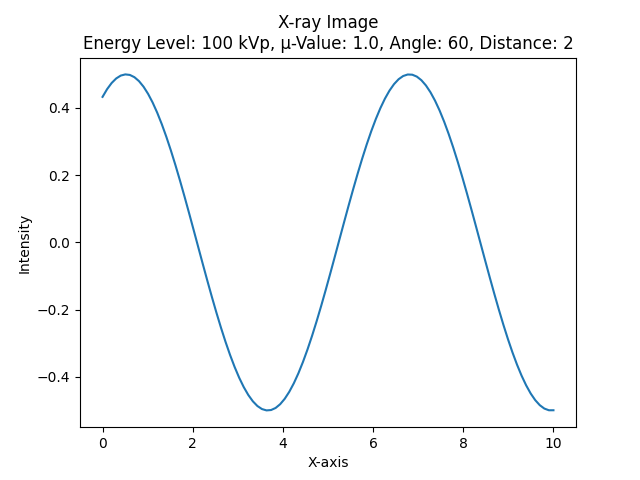 X-ray Image
Energy Level: 100 kVp, μ-Value: 1.0, Angle: 60, Distance: 2
0.4
0.2
0.0
−0.2
−0.4
Intensity
0 2 4 6 8 10
X-axis